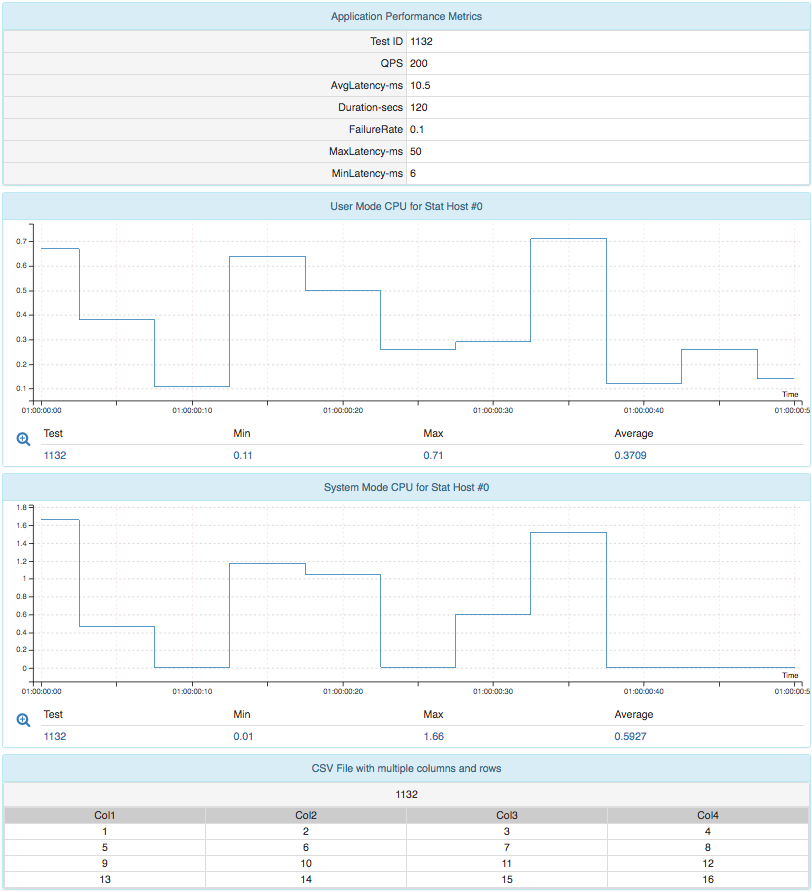 Application Performance Metrics
Test ID 1132
QPS 200
AvgLatency-ms 10.5
Duration-secs 120
FailureRate 0.1
MaxLatency-ms 50
MinLatency-ms 6
User Mode CPU for Stat Host #0
0.7
0.6
0.5
0.4
0.3
0.2
0.1
Time
01:00:00:00 01:00:00:10 01:00:00:20 01:00:00:30 01:00:00:40 01:00:00:5
Test Min Max Average
1132 0.11 0.71 0.3709
System Mode CPU for Stat Host #0
1.8
1.6
1.4
1.2
1
0.8
0.6
0.4
0.2
0
Time
01:00:00:00 01:00:00:10 01:00:00:20 01:00:00:30 01:00:00:40 01:00:00:5
Test Min Max Average
1132 0.01 1.66 0.5927
CSV File with multiple columns and rows
1132
Col1 Col2 Col3 Col4
1 2 3 4
5 6 7 8
9 10 11 12
13 14 15 16